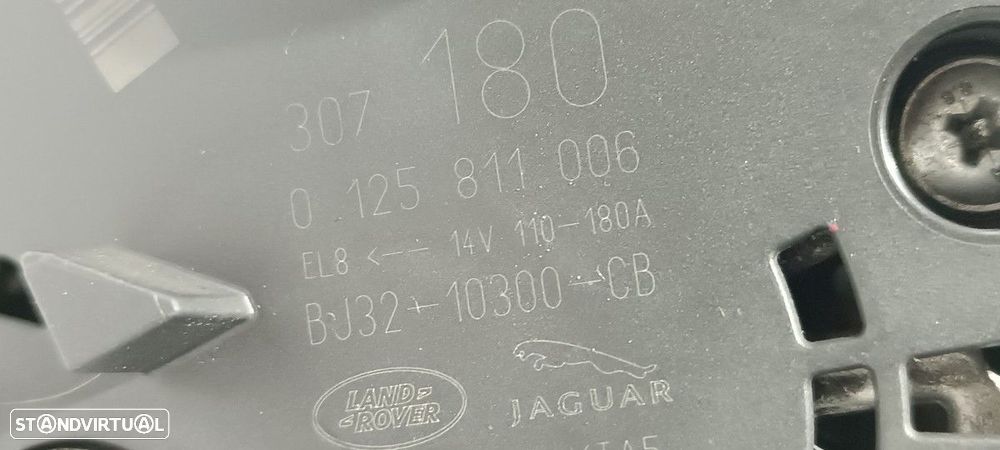 307 180
0 125 811 006
EL8 <-- 14V 110-180A
BJ32-10300-CB
LAND-
-ROVER
JAGUAR
STANDVIRTUAL